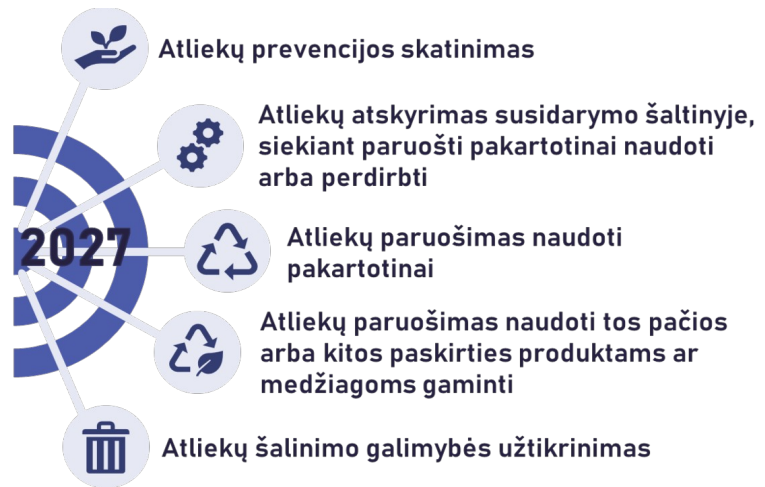 Atliekų prevencijos skatinimas
Atliekų atskyrimas susidarymo šaltinyje,
siekiant paruošti pakartotinai naudoti
arba perdirbti
2027
Atliekų paruošimas naudoti
pakartotinai
Atliekų paruošimas naudoti tos pačios
arba kitos paskirties produktams ar
medžiagoms gaminti
Atliekų šalinimo galimybės užtikrinimas